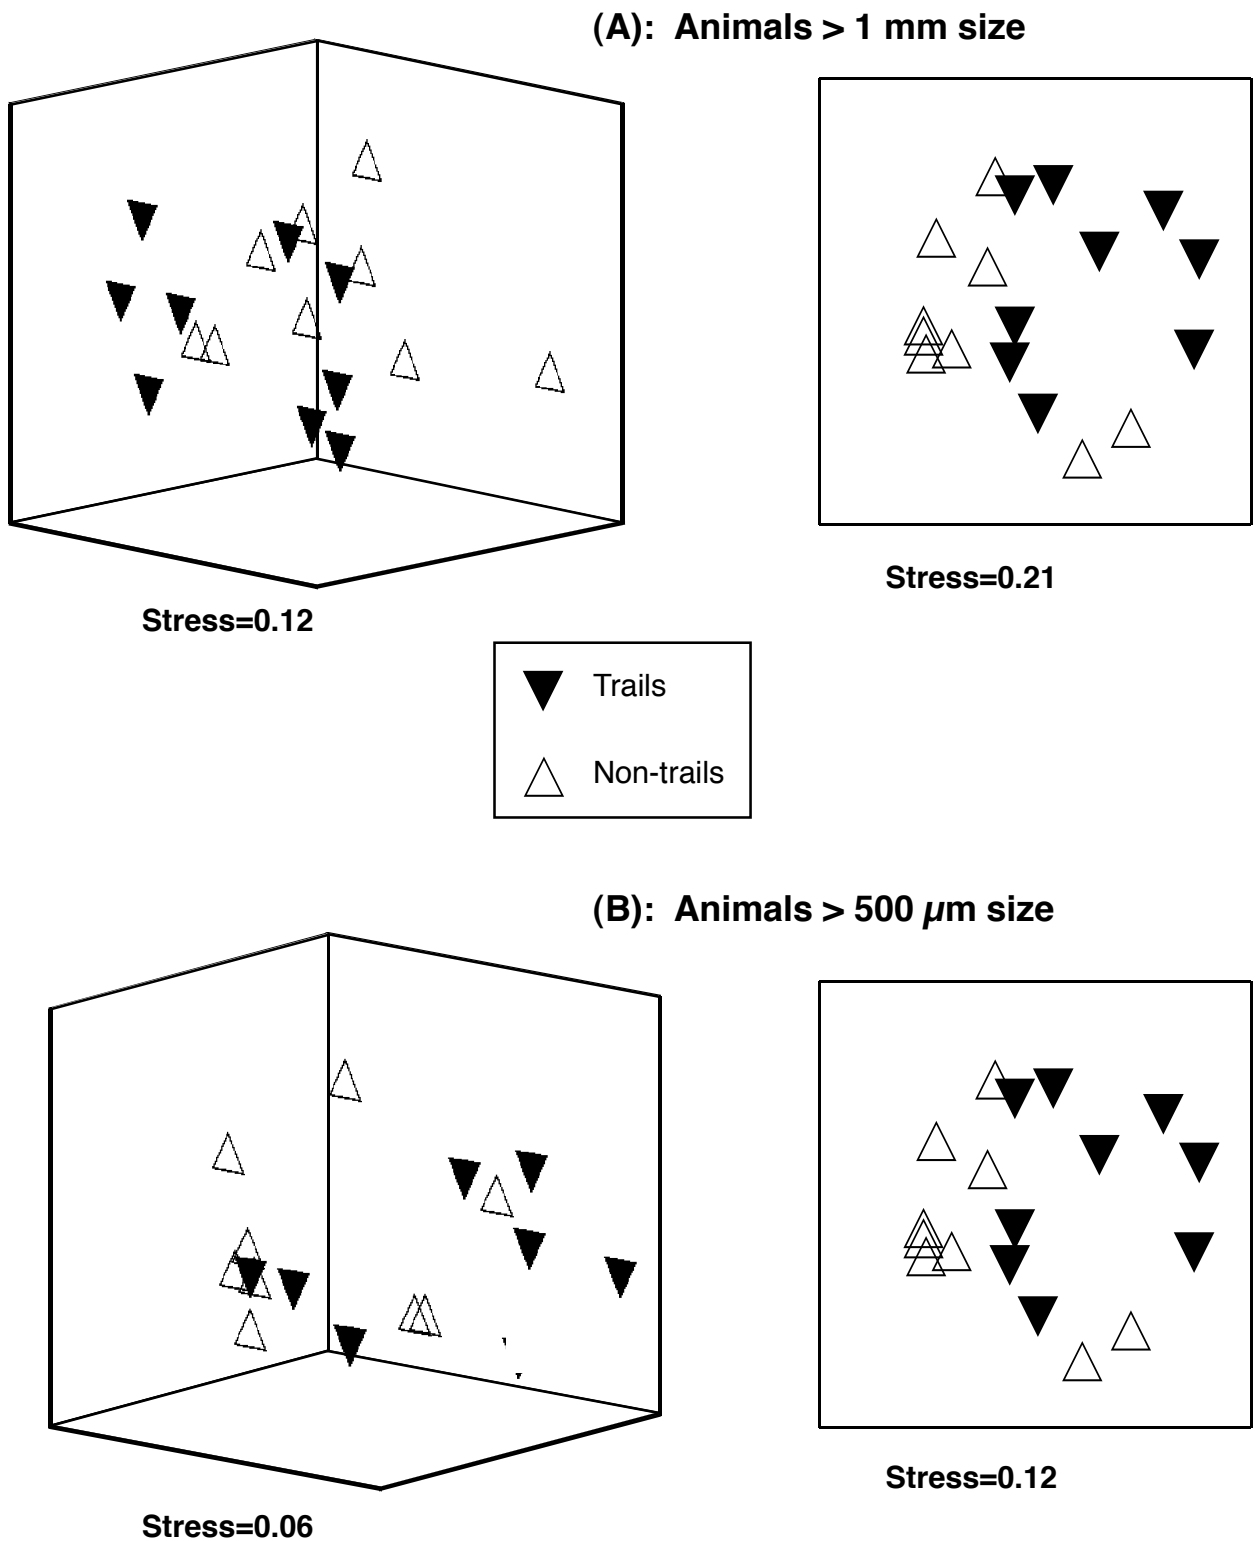 (A):  Animals > 1 mm size
Stress=0.12
Stress=0.21
Trails
Non-trails
(B):  Animals > 500 µm size
Stress=0.06
Stress=0.12